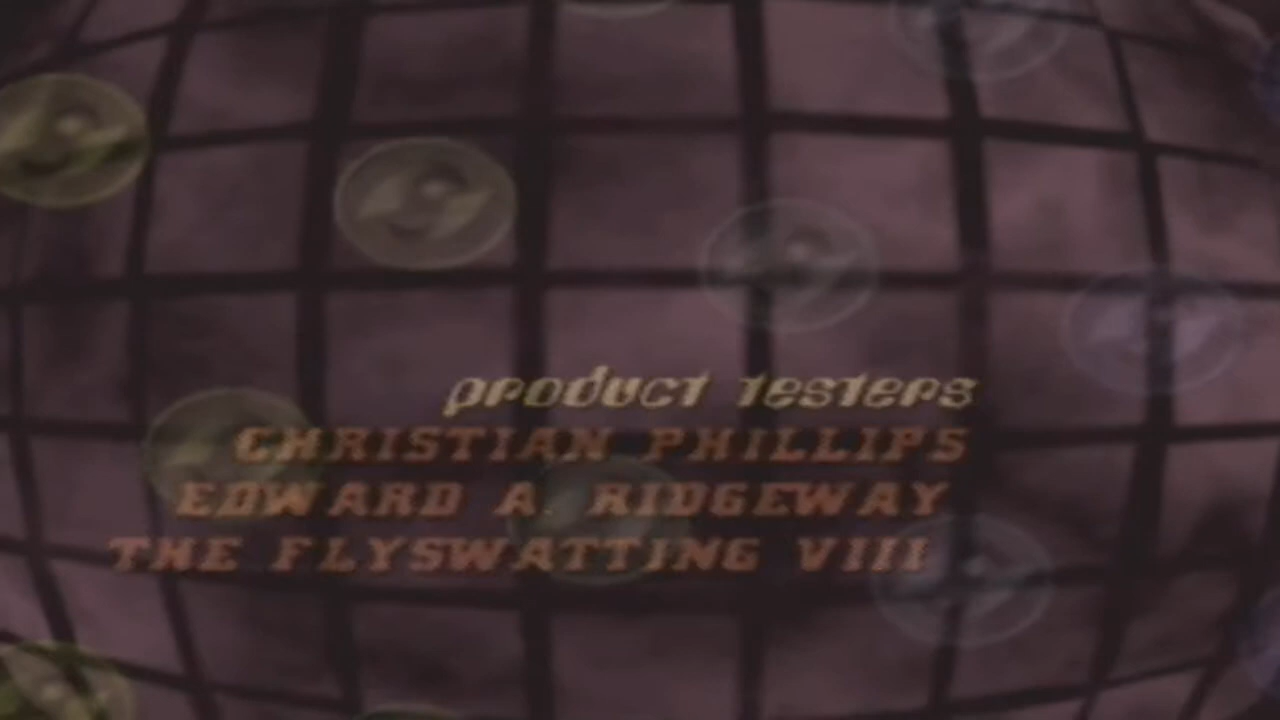 product testers
CHRISTIAN PHILLIPS
EDWARD A. RIDGEWAY
THE FLYSWATTING VIII